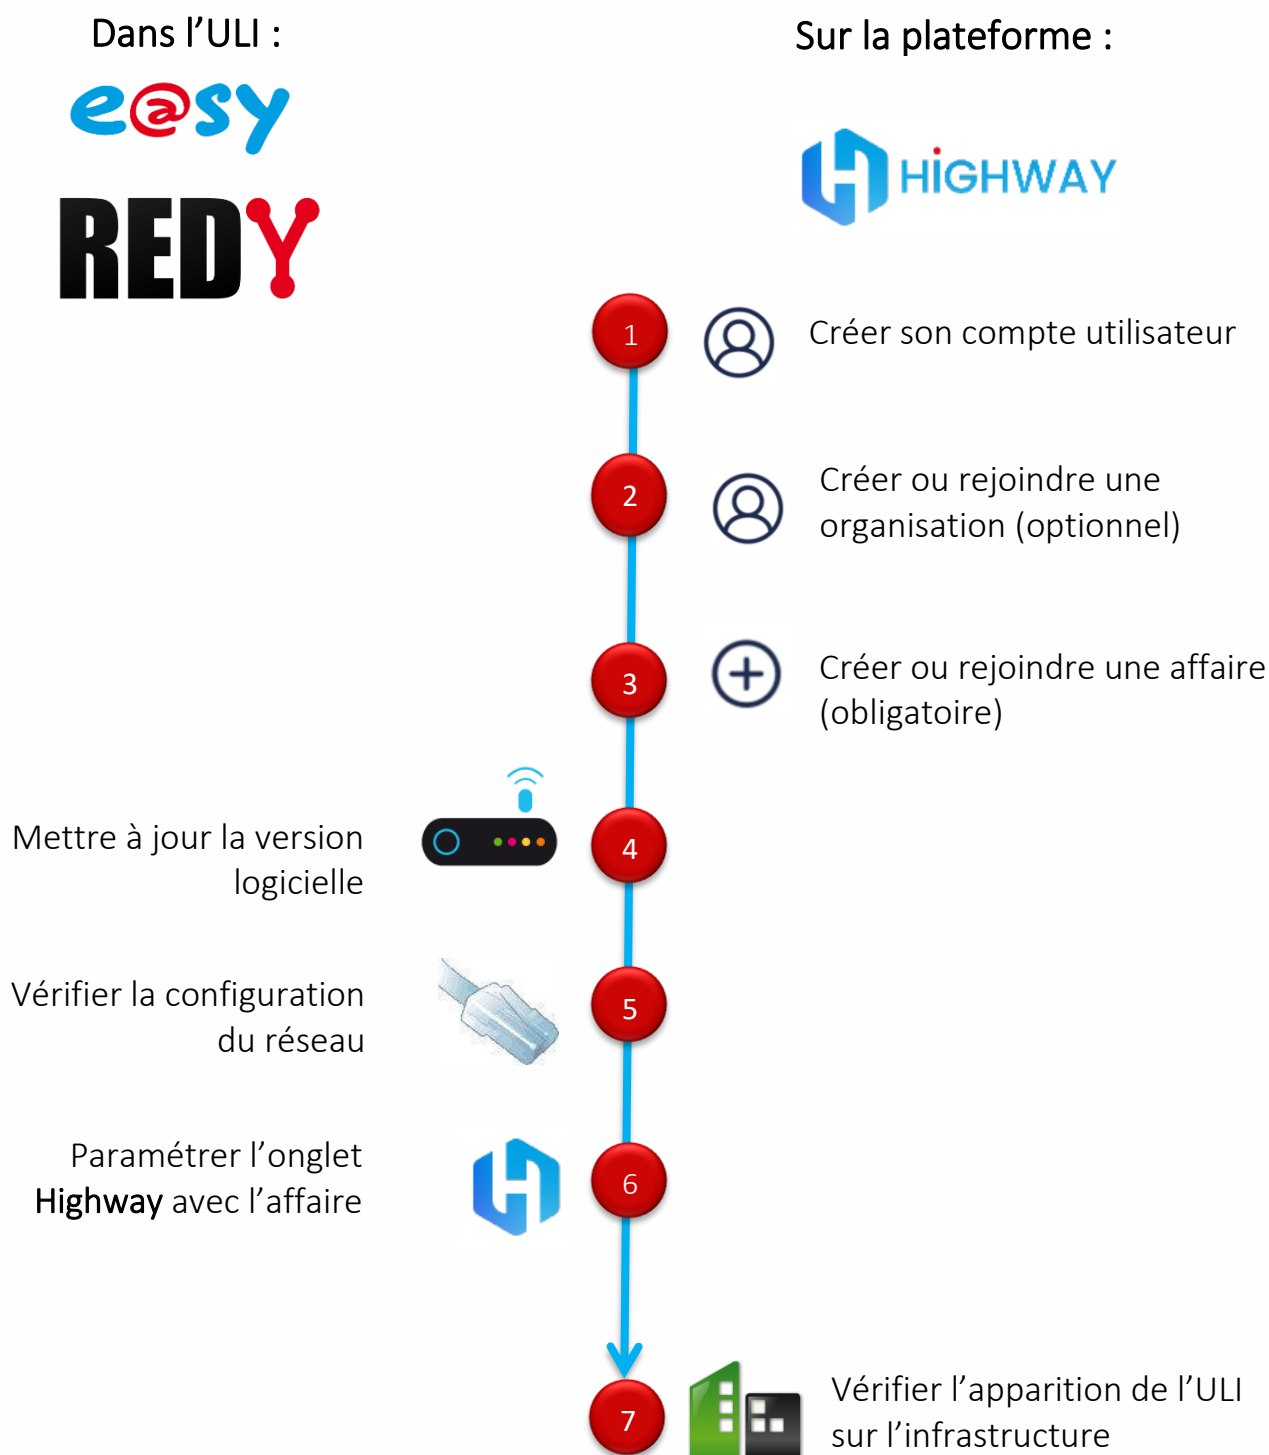 Dans l’ULI :
Sur la plateforme :
e@sy
HiGHWAY
REDY
1
Créer son compte utilisateur
2
Créer ou rejoindre une
organisation (optionnel)
3
Créer ou rejoindre une affaire
(obligatoire)
Mettre à jour la version
logicielle
4
Vérifier la configuration
du réseau
5
Paramétrer l’onglet
Highway avec l’affaire
6
7
Vérifier l’apparition de l’ULI
sur l’infrastructure